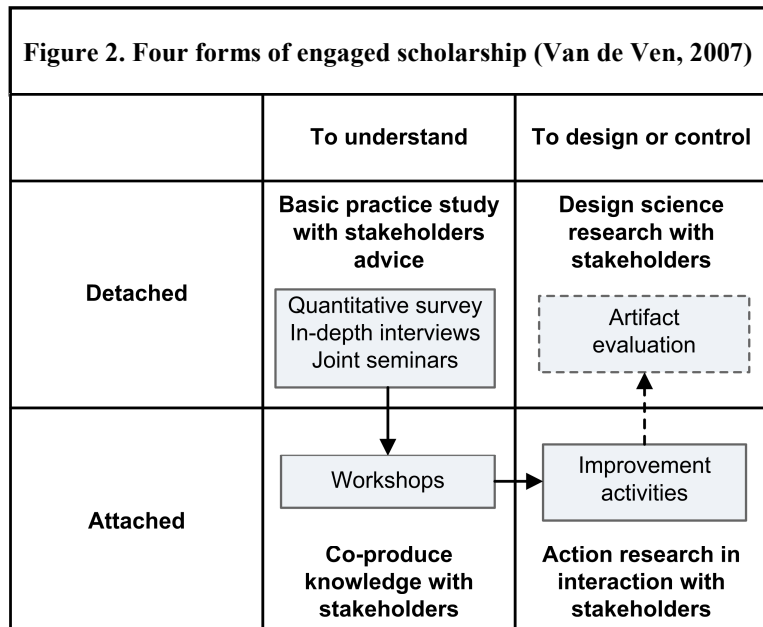 Figure 2. Four forms of engaged scholarship (Van de Ven, 2007)
To understand
To design or control
Detached
Basic practice study
with stakeholders
advice
Quantitative survey
In-depth interviews
Joint seminars
Design science
research with
stakeholders
Artifact
evaluation
Attached
Workshops
Co-produce
knowledge with
stakeholders
Improvement
activities
Action research in
interaction with
stakeholders